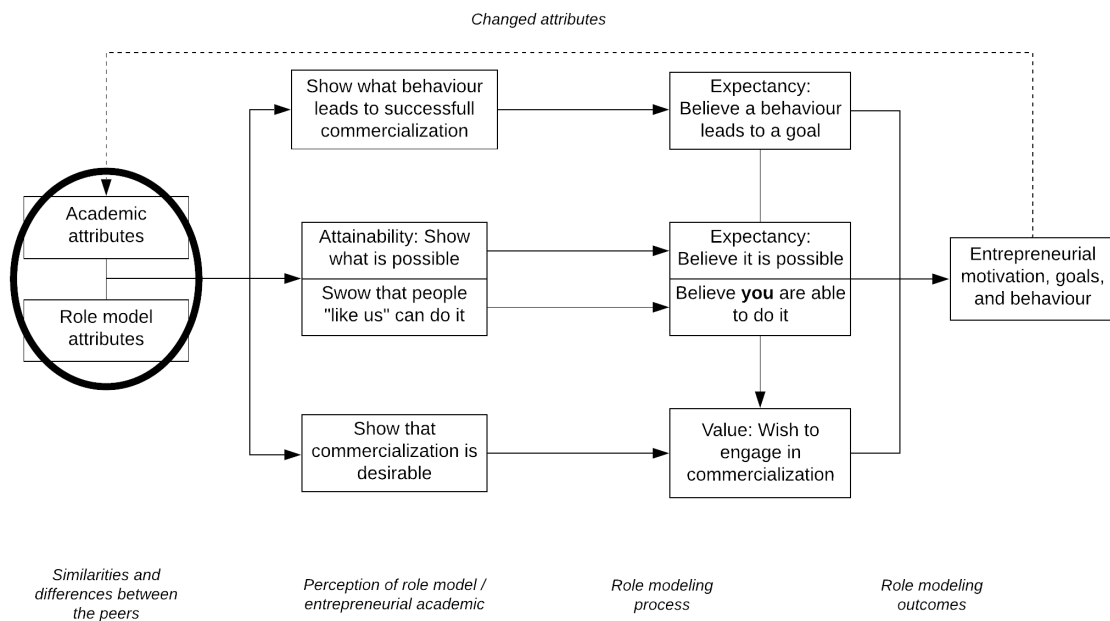 Changed attributes
Show what behaviour
leads to successfull
commercialization
Expectancy:
Believe a behaviour
leads to a goal
Academic
attributes
Role model
attributes
Attainability: Show
what is possible
Swow that people
"like us" can do it
Expectancy:
Believe it is possible
Believe you are able
to do it
Entrepreneurial
motivation, goals,
and behaviour
Show that
commercialization is
desirable
Value: Wish to
engage in
commercialization
Similarities and
differences between
the peers
Perception of role model /
entrepreneurial academic
Role modeling
process
Role modeling
outcomes